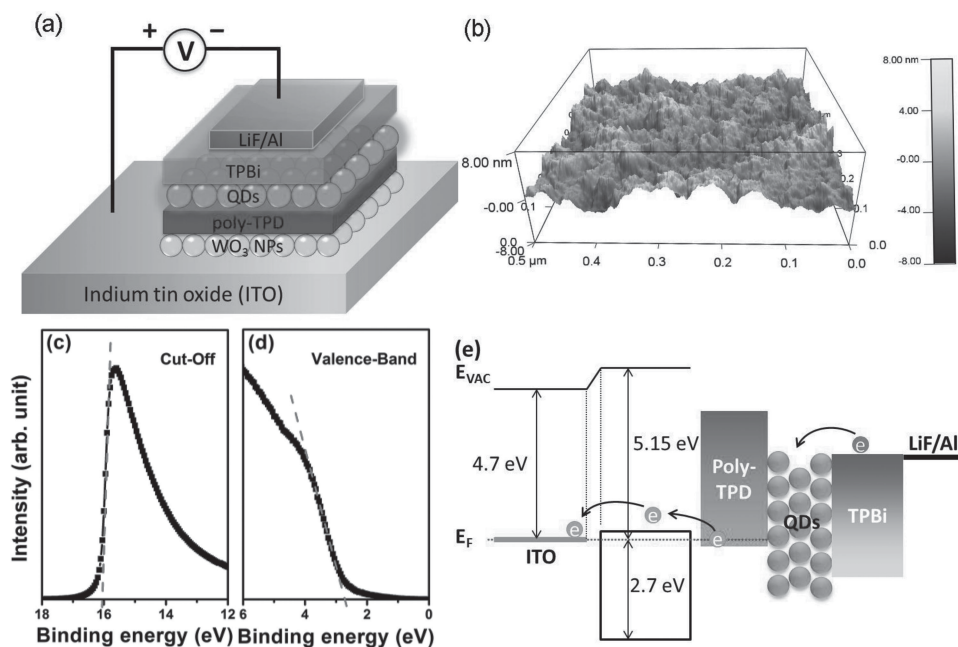 (a)
+ V −
LiF/Al
TPBi
QDs
poly-TPD
WO₃ NPs
Indium tin oxide (ITO)
(b)
8.00 nm
-0.00
-8.00
0.0
0.5 µm
0.4
0.3
0.2
0.1
0.0
0.0
0.1
0.2
0.1
8.00 nm
4.00
-0.00
-4.00
-8.00
(c)
Cut-Off
Intensity (arb. unit)
18 16 14 12
Binding energy (eV)
(d)
Valence-Band
6 4 2 0
Binding energy (eV)
(e)
E_VAC
4.7 eV
5.15 eV
E_F
ITO
2.7 eV
e
e
e
Poly-
TPD
QDs
e
TPBi
LiF/Al